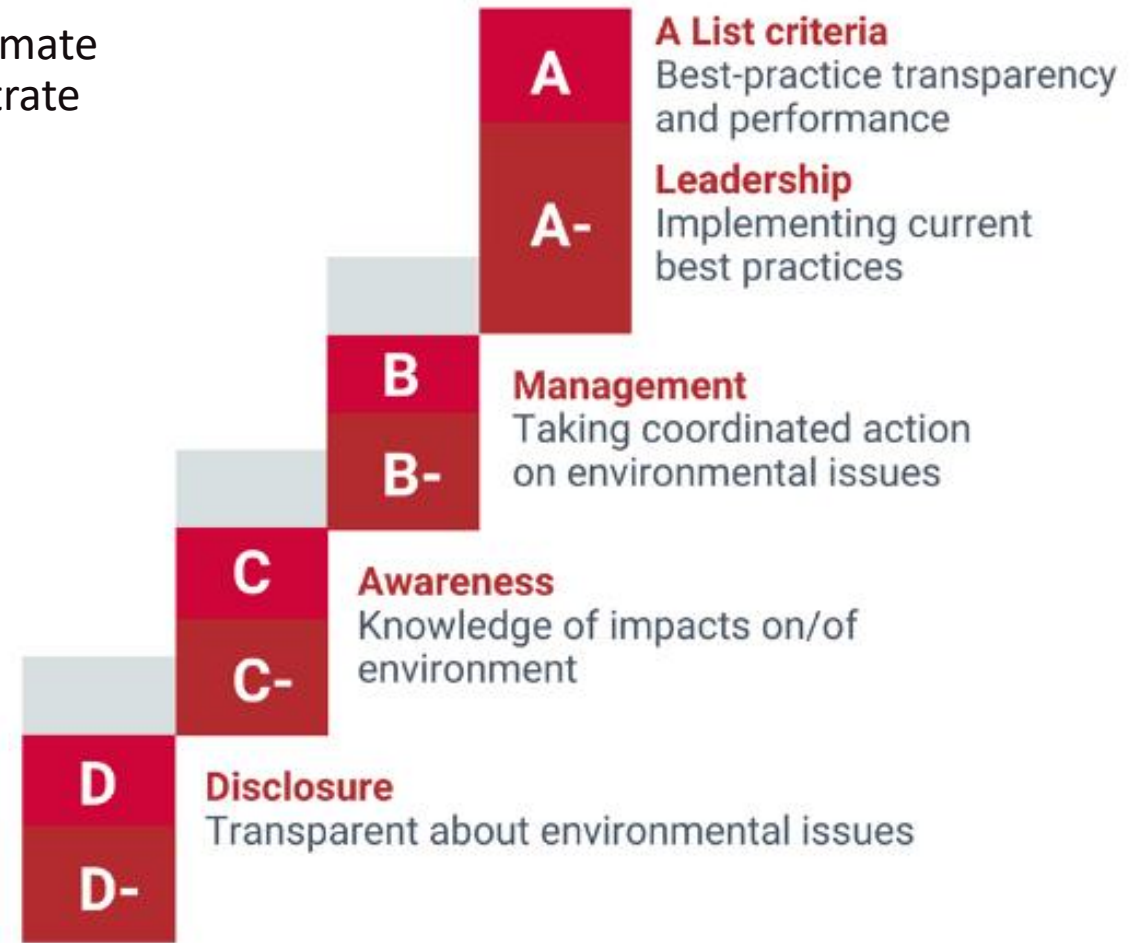 mate
trate
A
A List criteria
Best-practice transparency
and performance
A-
Leadership
Implementing current
best practices
B
Management
Taking coordinated action
on environmental issues
B-
C
Awareness
Knowledge of impacts on/of
environment
C-
D
Disclosure
Transparent about environmental issues
D-